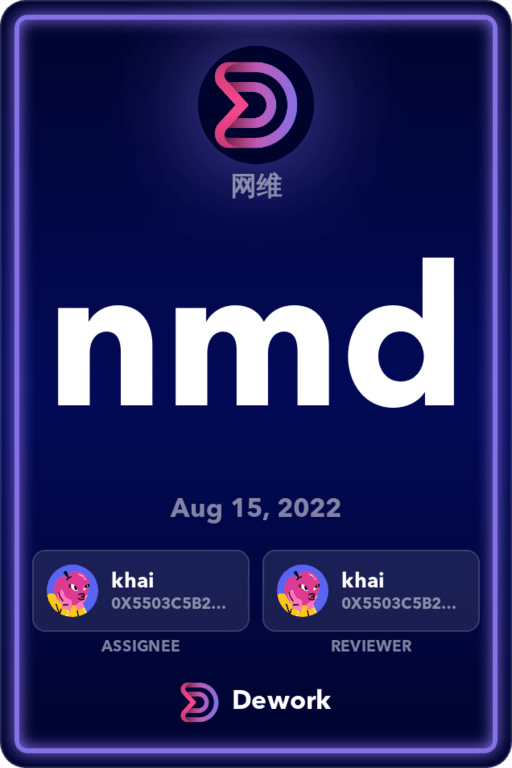 网维
nmd
Aug 15, 2022
khai
0X5503C5B2...
khai
0X5503C5B2...
ASSIGNEE
REVIEWER
Dework